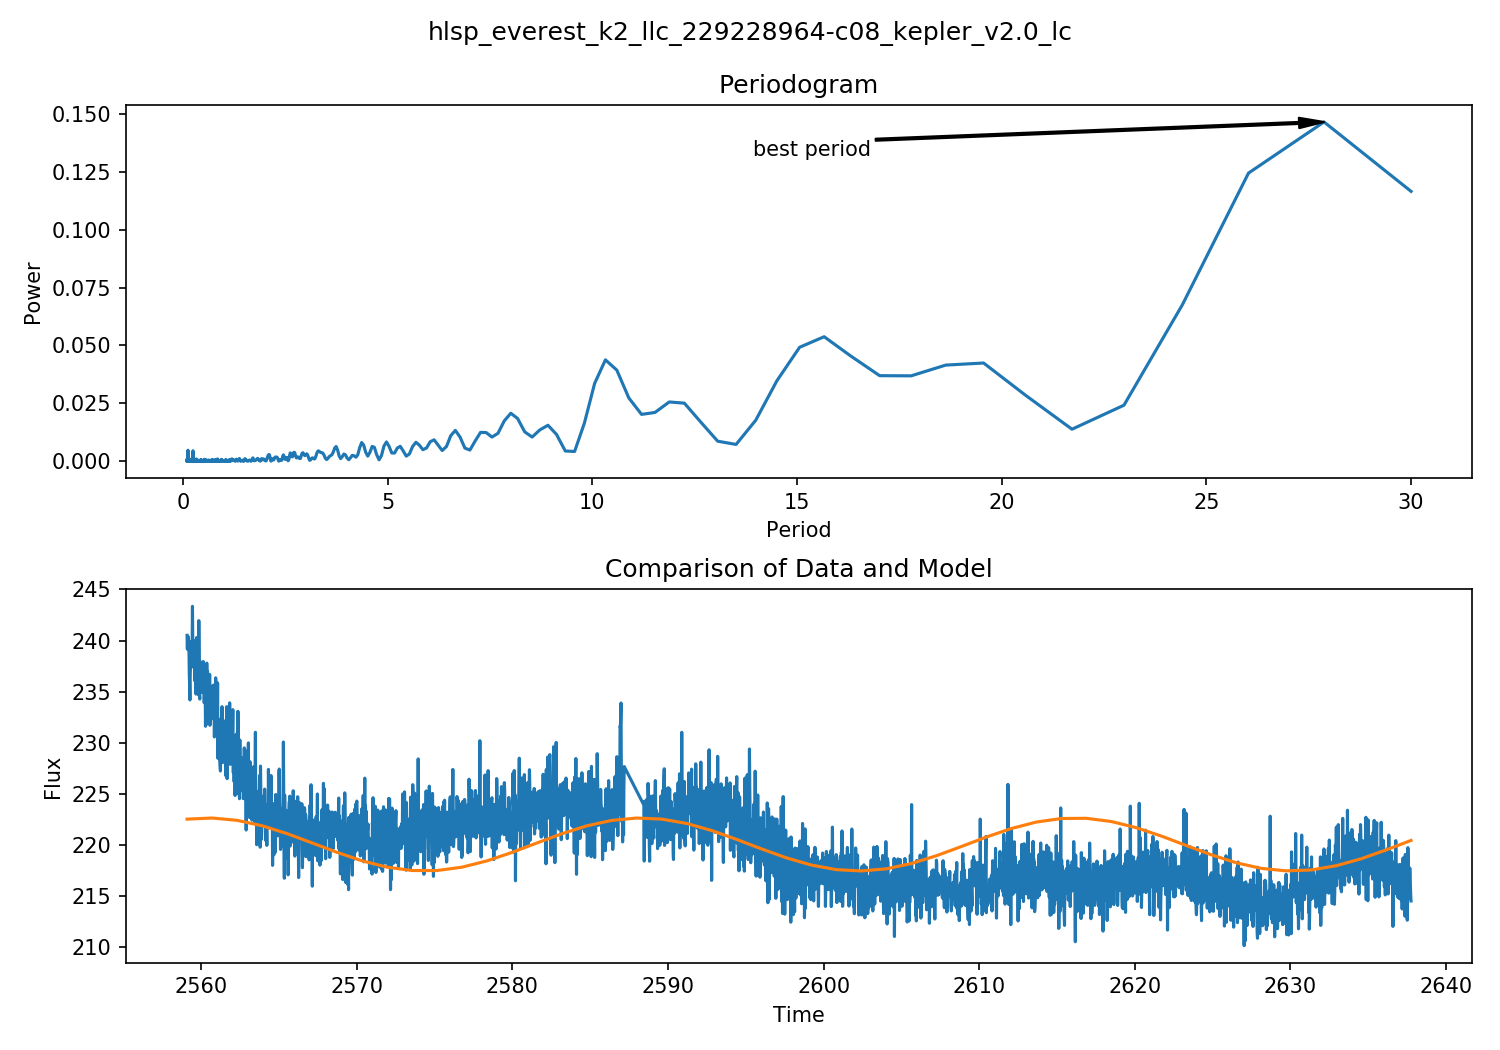 hlsp_everest_k2_llc_229228964-c08_kepler_v2.0_lc
Periodogram
0.150
0.125
0.100
0.075
0.050
0.025
0.000
Power
best period
0 5 10 15 20 25 30
Period
Comparison of Data and Model
245
240
235
230
225
220
215
210
Flux
2560 2570 2580 2590 2600 2610 2620 2630 2640
Time